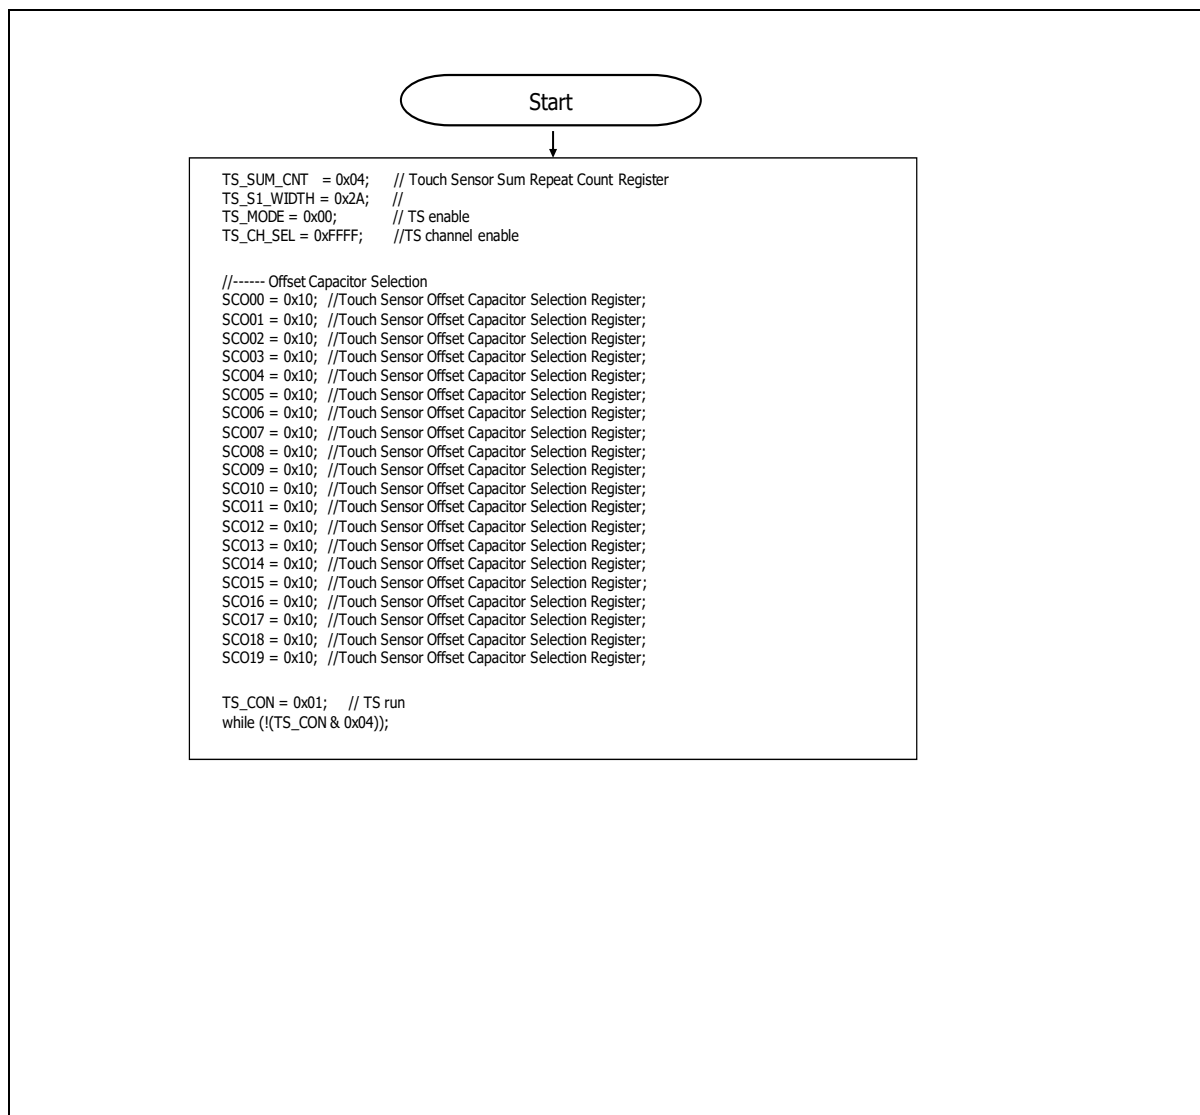 Start
TS_SUM_CNT = 0x04; // Touch Sensor Sum Repeat Count Register
TS_S1_WIDTH = 0x2A; //
TS_MODE = 0x00; // TS enable
TS_CH_SEL = 0xFFFF; //TS channel enable
//------ Offset Capacitor Selection
SCO00 = 0x10; //Touch Sensor Offset Capacitor Selection Register;
SCO01 = 0x10; //Touch Sensor Offset Capacitor Selection Register;
SCO02 = 0x10; //Touch Sensor Offset Capacitor Selection Register;
SCO03 = 0x10; //Touch Sensor Offset Capacitor Selection Register;
SCO04 = 0x10; //Touch Sensor Offset Capacitor Selection Register;
SCO05 = 0x10; //Touch Sensor Offset Capacitor Selection Register;
SCO06 = 0x10; //Touch Sensor Offset Capacitor Selection Register;
SCO07 = 0x10; //Touch Sensor Offset Capacitor Selection Register;
SCO08 = 0x10; //Touch Sensor Offset Capacitor Selection Register;
SCO09 = 0x10; //Touch Sensor Offset Capacitor Selection Register;
SCO10 = 0x10; //Touch Sensor Offset Capacitor Selection Register;
SCO11 = 0x10; //Touch Sensor Offset Capacitor Selection Register;
SCO12 = 0x10; //Touch Sensor Offset Capacitor Selection Register;
SCO13 = 0x10; //Touch Sensor Offset Capacitor Selection Register;
SCO14 = 0x10; //Touch Sensor Offset Capacitor Selection Register;
SCO15 = 0x10; //Touch Sensor Offset Capacitor Selection Register;
SCO16 = 0x10; //Touch Sensor Offset Capacitor Selection Register;
SCO17 = 0x10; //Touch Sensor Offset Capacitor Selection Register;
SCO18 = 0x10; //Touch Sensor Offset Capacitor Selection Register;
SCO19 = 0x10; //Touch Sensor Offset Capacitor Selection Register;
TS_CON = 0x01; // TS run
while (!(TS_CON & 0x04));